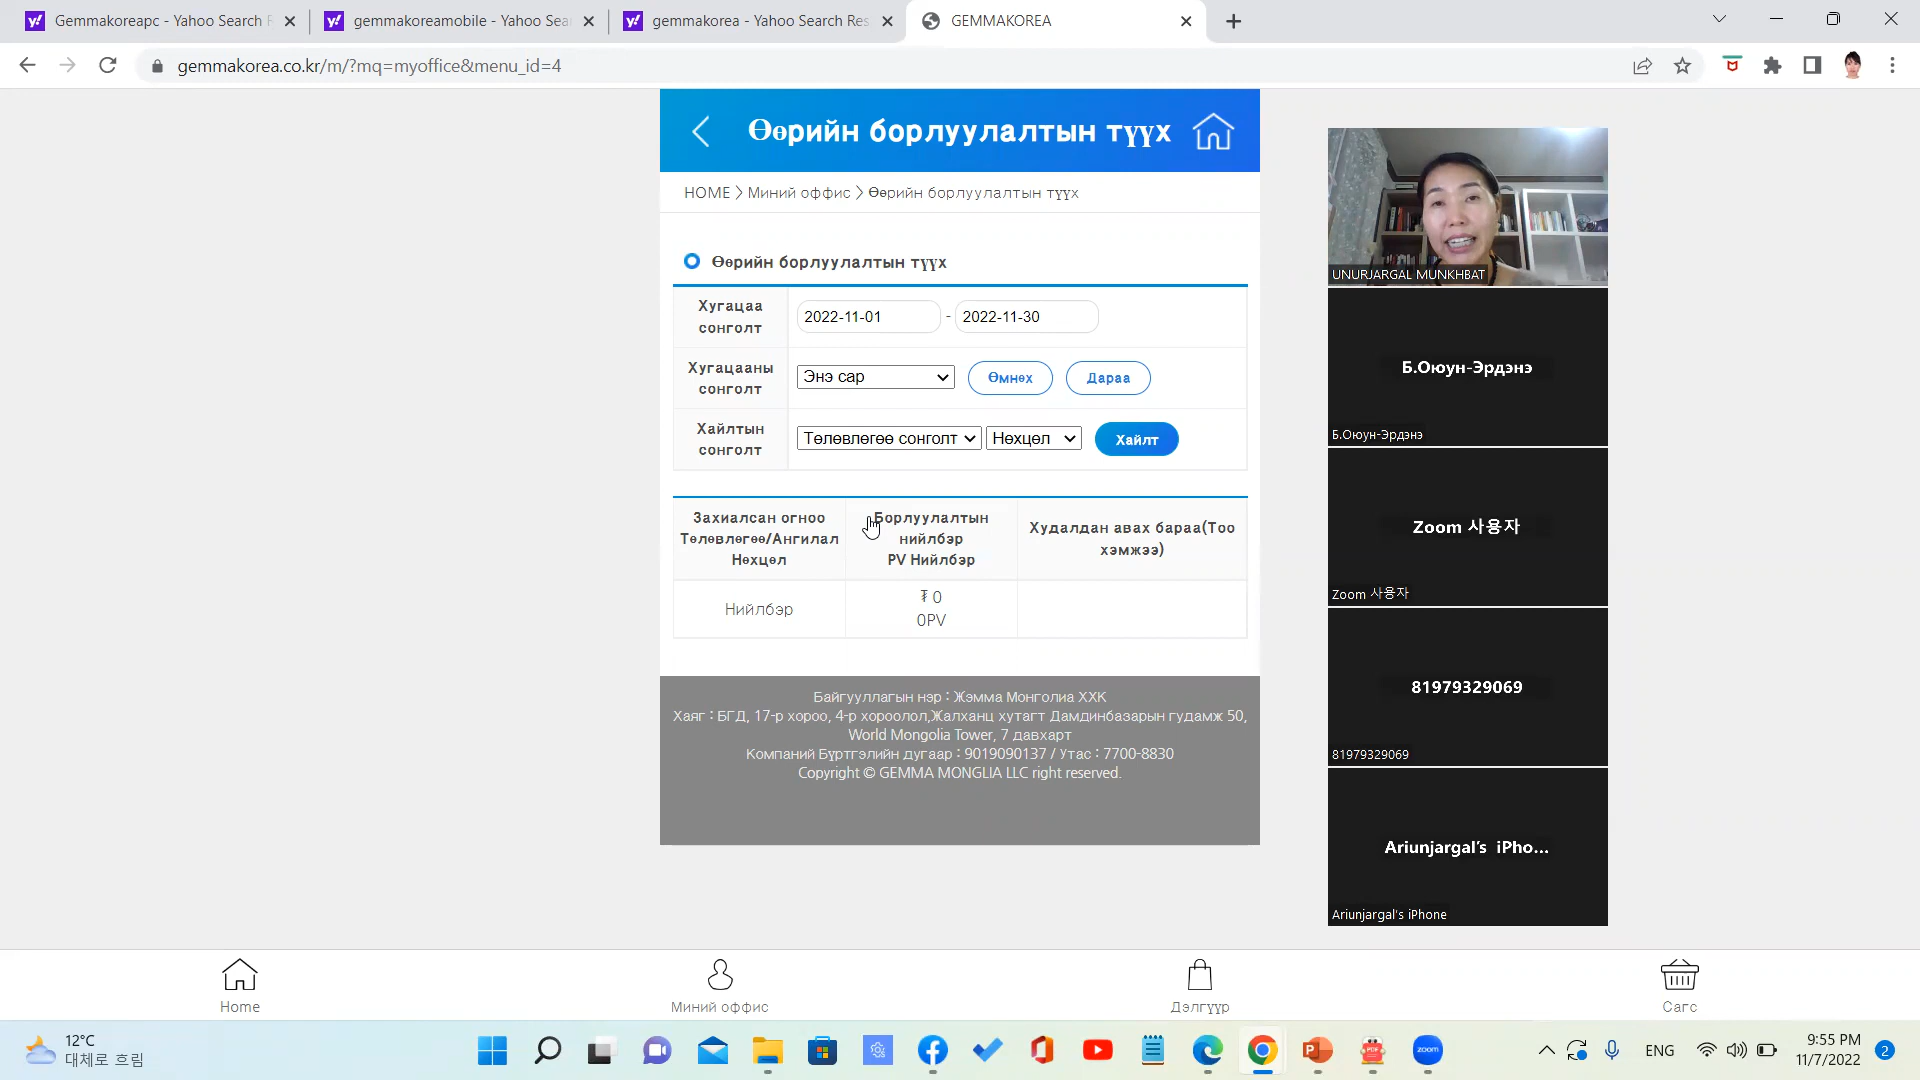 Gemmakoreapc - Yahoo Search R
gemmakoreamobile - Yahoo Sea
gemmakorea - Yahoo Search Res
GEMMAKOREA
gemmakorea.co.kr/m/?mq=myoffice&menu_id=4
Өөрийн борлуулалтын түүх
HOME > Миний оффис > Өөрийн борлуулалтын түүх
Өөрийн борлуулалтын түүх
Хугацаа
сонголт
2022-11-01 - 2022-11-30
Хугацааны
сонголт
Энэ сар
Өмнөх
Дараа
Хайлтын
сонголт
Төлөвлөгөө сонголт
Нөхцөл
Хайлт
Захиалсан огноо
Төлөвлөгөө/Ангилал
Нөхцөл
Борлуулалтын
нийлбэр
PV Нийлбэр
Худалдан авах бараа(Тоо
хэмжээ)
Нийлбэр
₮ 0
0PV
Байгууллагын нэр : Жэмма Монголиа ХХК
Хаяг : БГД, 17-р хороо, 4-р хороолол,Жалханц хутагт Дамдинбазарын гудамж 50,
World Mongolia Tower, 7 давхарт
Компаний Бүртгэлийн дугаар : 9019090137 / Утас : 7700-8830
Copyright © GEMMA MONGLIA LLC right reserved.
UNURJARGAL MUNKHBAT
Б.Оюун-Эрдэнэ
Б.Оюун-Эрдэнэ
Zoom 사용자
Zoom 사용자
81979329069
81979329069
Ariunjargal's iPho...
Ariunjargal's iPhone
Home
Миний оффис
Дэлгүүр
Сагс
12°C
대체로 흐림
zoom
ENG
9:55 PM
11/7/2022
2